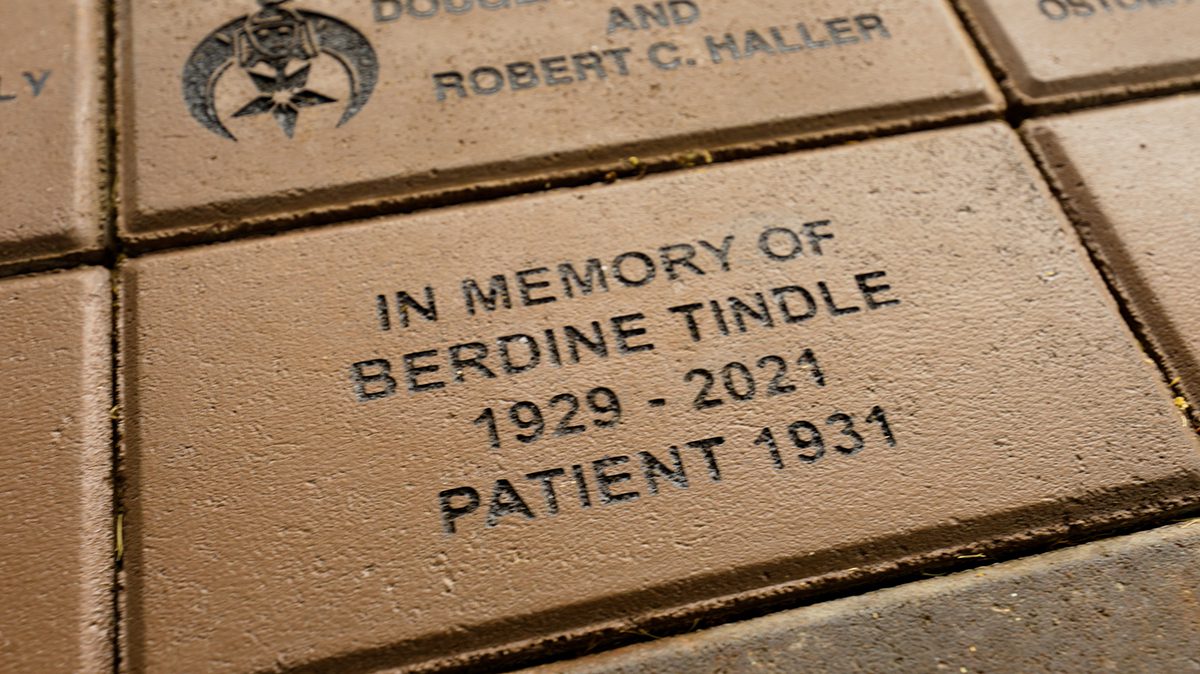 AND
ROBERT C. HALLER
IN MEMORY OF
BERDINE TINDLE
1929 - 2021
PATIENT 1931